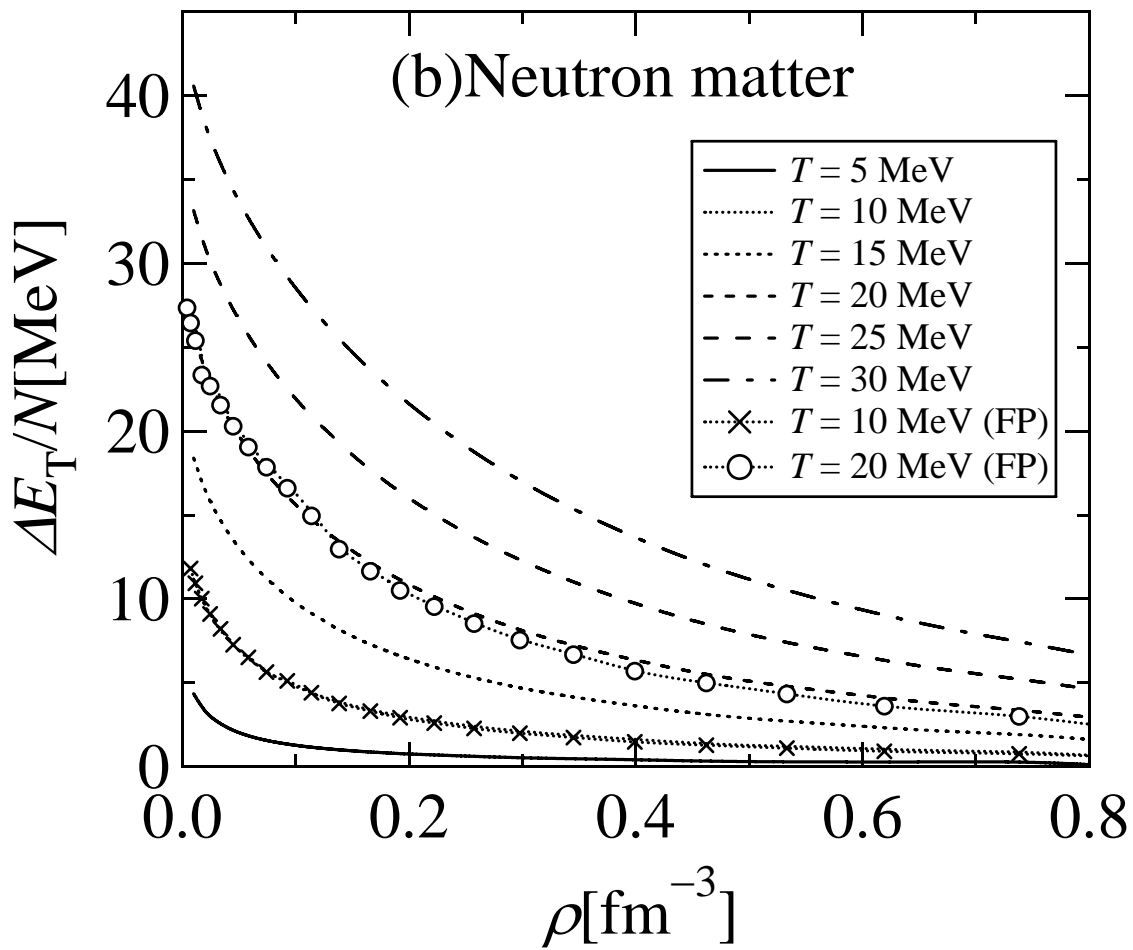 (b)Neutron matter
40
30
20
10
0
ΔE_T/N[MeV]
T = 5 MeV
T = 10 MeV
T = 15 MeV
T = 20 MeV
T = 25 MeV
T = 30 MeV
T = 10 MeV (FP)
T = 20 MeV (FP)
0.0 0.2 0.4 0.6 0.8
ρ[fm⁻³]